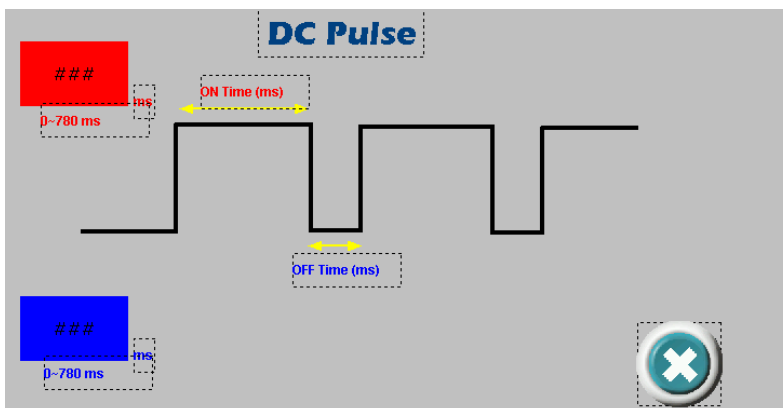 DC Pulse
###
ms
0~780 ms
ON Time (ms)
OFF Time (ms)
###
ms
0~780 ms